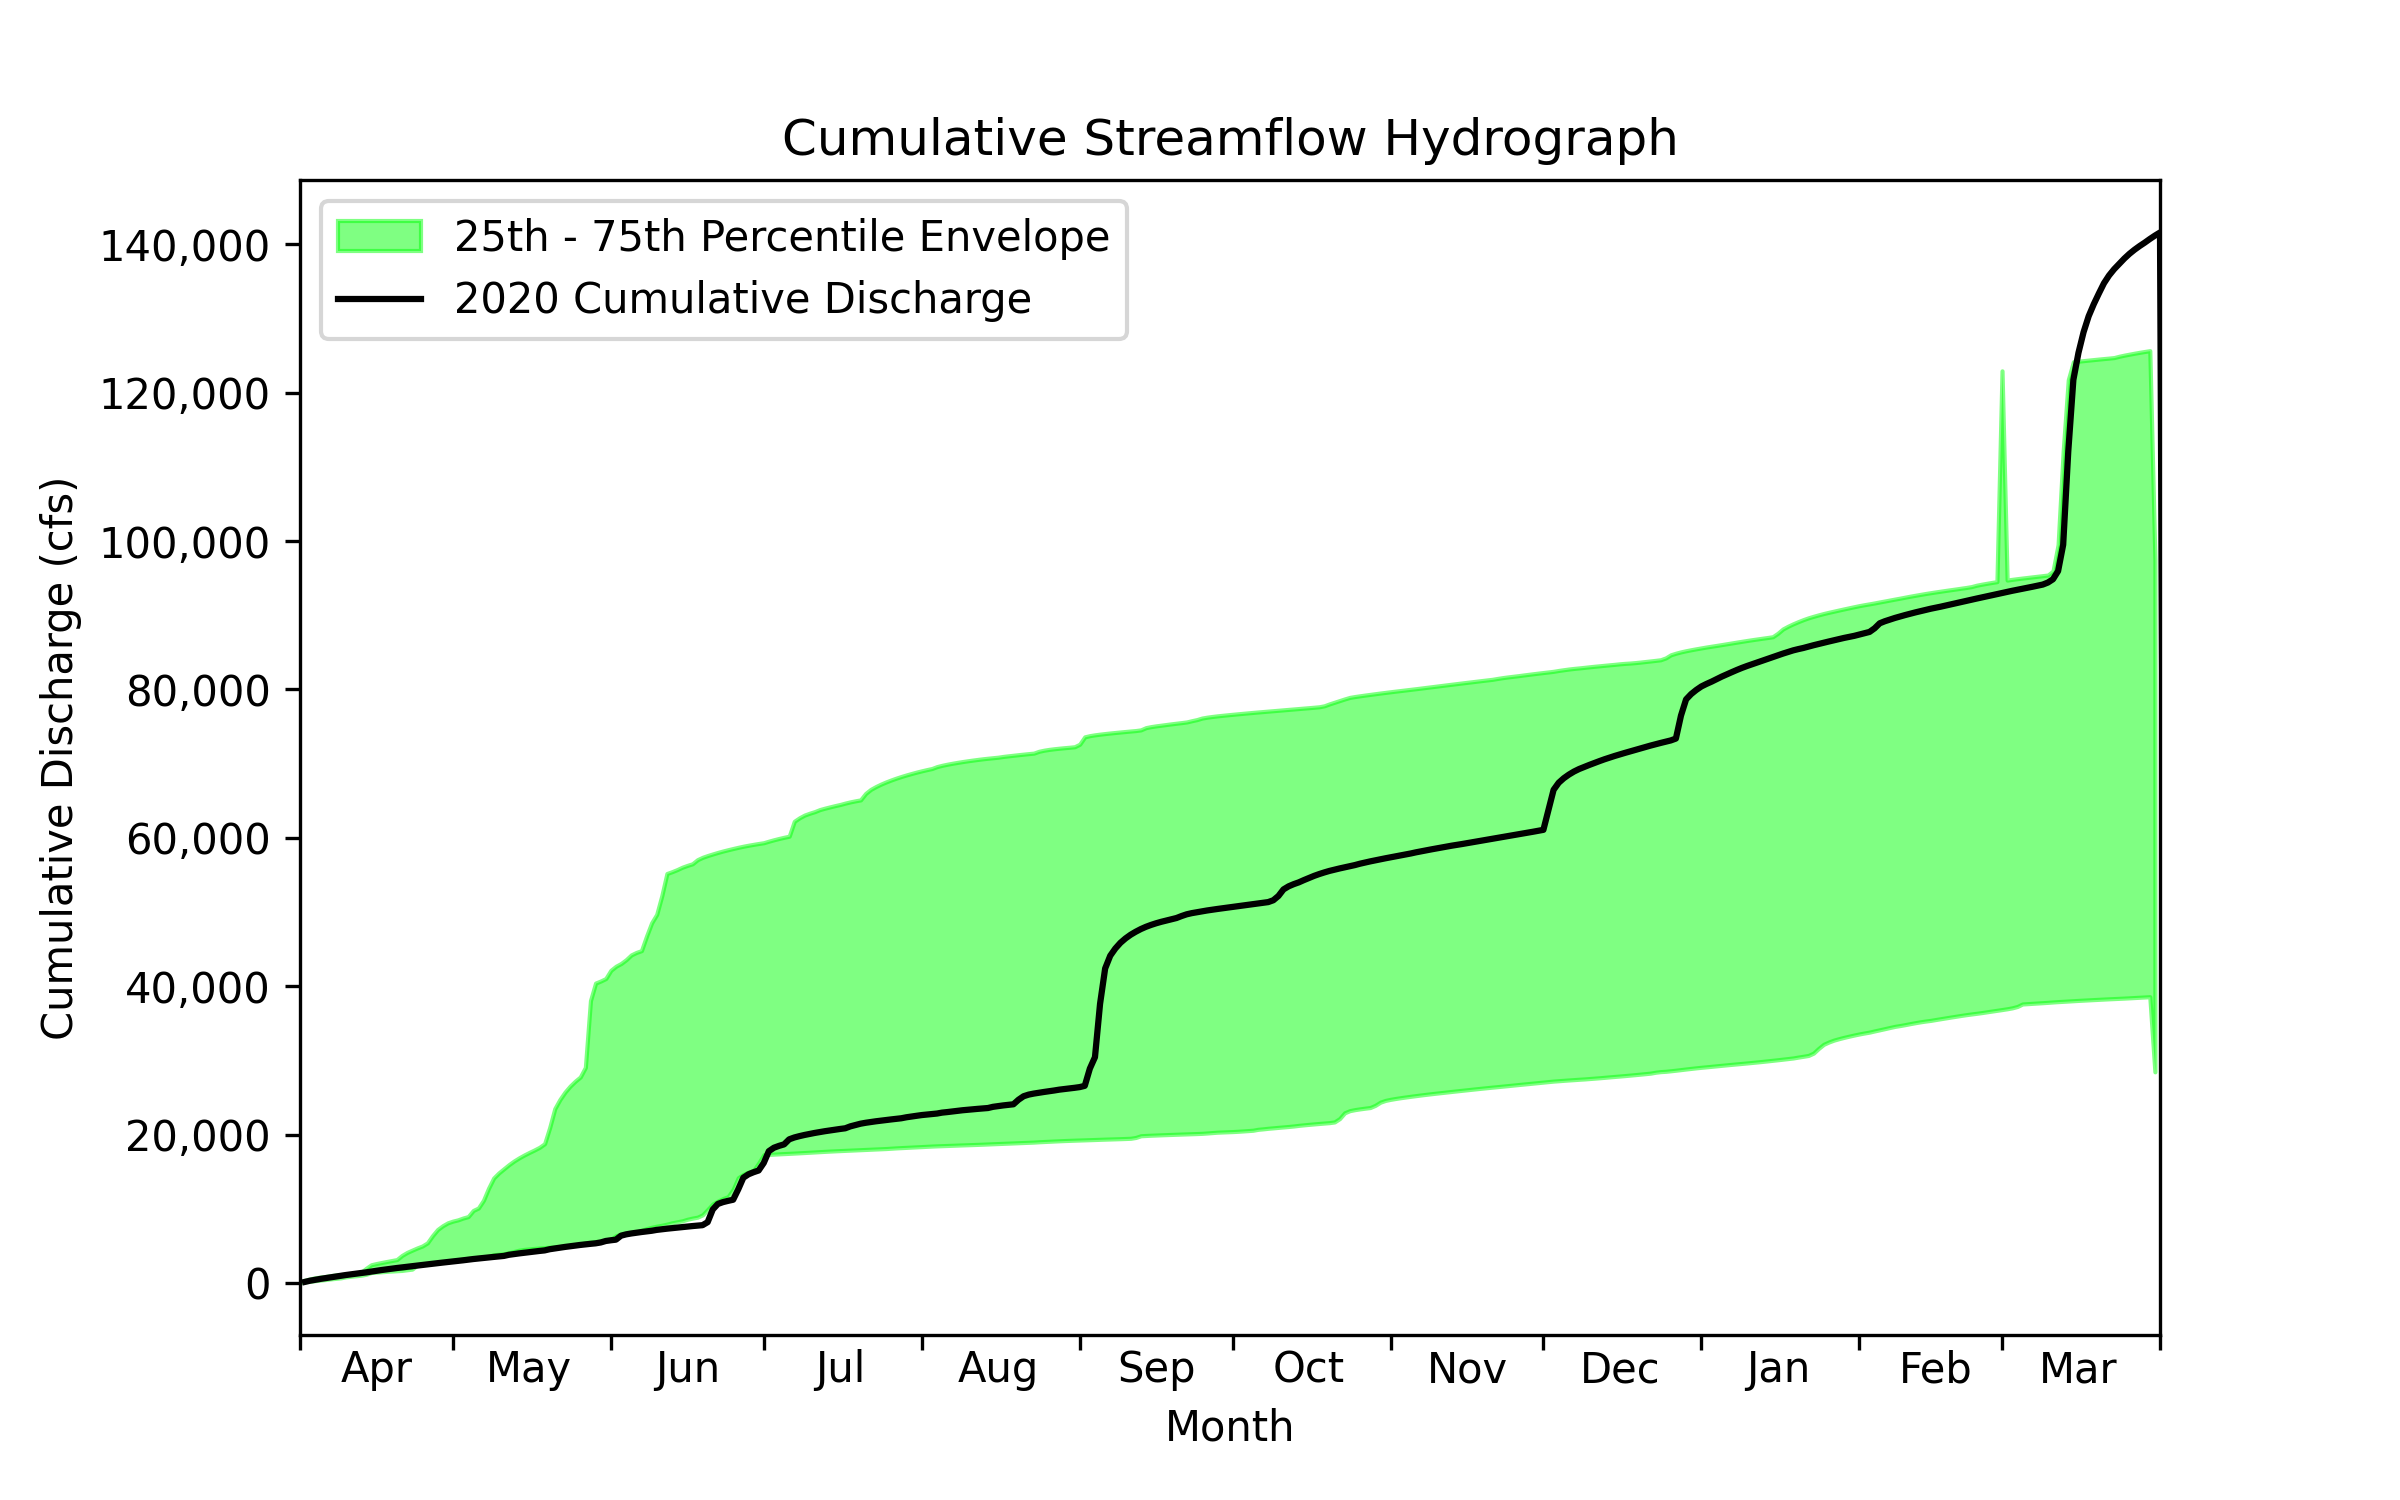 Cumulative Streamflow Hydrograph
25th - 75th Percentile Envelope
2020 Cumulative Discharge
140,000
120,000
100,000
80,000
60,000
40,000
20,000
0
Cumulative Discharge (cfs)
Apr May Jun Jul Aug Sep Oct Nov Dec Jan Feb Mar
Month